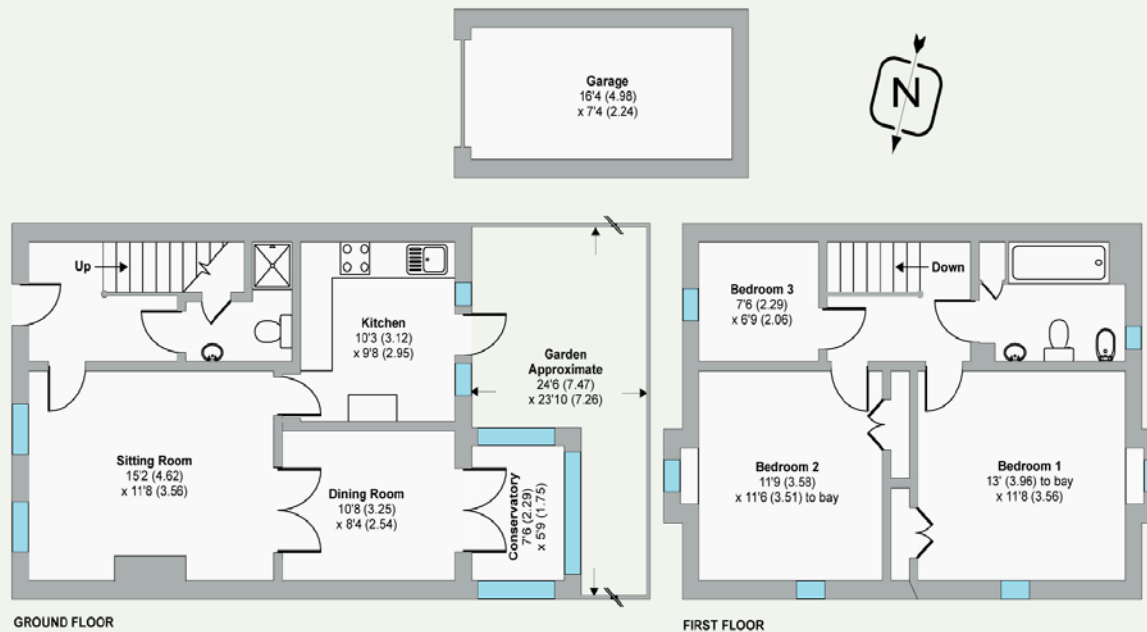 Garage
16'4 (4.98)
x 7'4 (2.24)
N
Up
Kitchen
10'3 (3.12)
x 9'8 (2.95)
Garden
Approximate
24'6 (7.47)
x 23'10 (7.26)
Sitting Room
15'2 (4.62)
x 11'8 (3.56)
Dining Room
10'8 (3.25)
x 8'4 (2.54)
Conservatory
7'6 (2.29)
x 5'9 (1.75)
GROUND FLOOR
Bedroom 3
7'6 (2.29)
x 6'9 (2.06)
Down
Bedroom 2
11'9 (3.58)
x 11'6 (3.51) to bay
Bedroom 1
13' (3.96) to bay
x 11'8 (3.56)
FIRST FLOOR